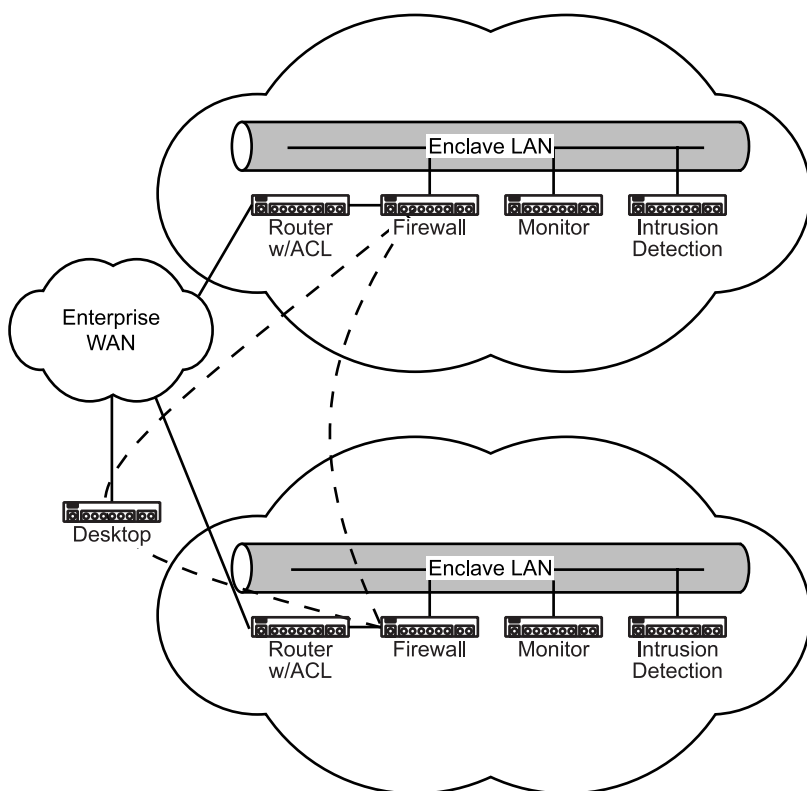 Enclave LAN
Router
w/ACL
Firewall
Monitor
Intrusion
Detection
Enterprise
WAN
Desktop
Enclave LAN
Router
w/ACL
Firewall
Monitor
Intrusion
Detection